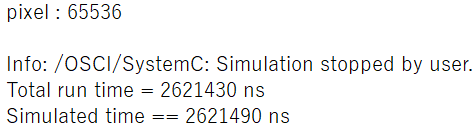 pixel : 65536
Info: /OSCI/SystemC: Simulation stopped by user.
Total run time = 2621430 ns
Simulated time == 2621490 ns